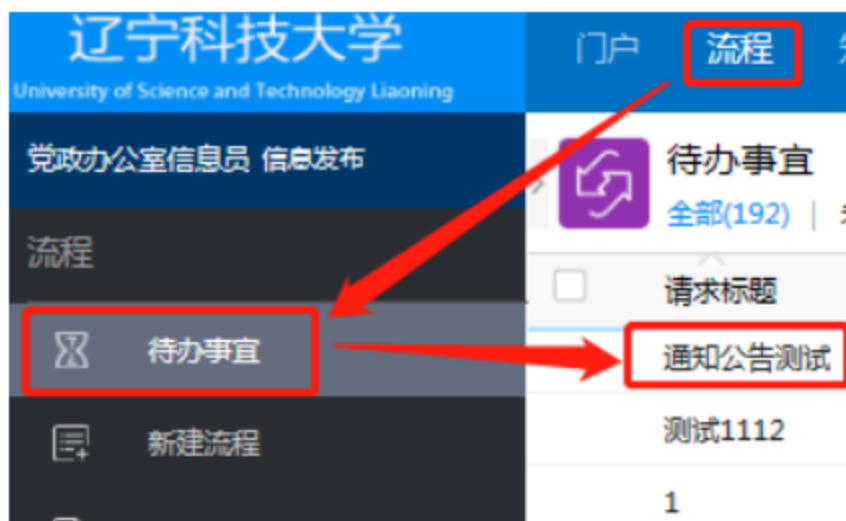 辽宁科技大学
University of Science and Technology Liaoning
门户
流程
党政办公室信息员 信息发布
待办事宜
全部(192) |
流程
请求标题
待办事宜
通知公告测试
新建流程
测试1112
1